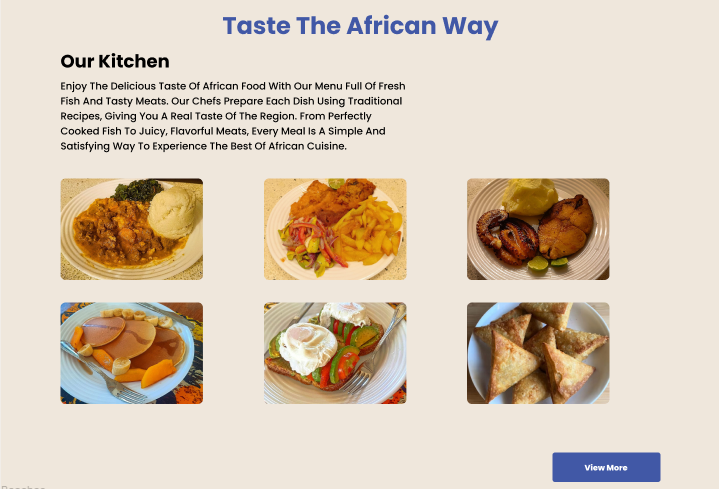 Taste The African Way
Our Kitchen
Enjoy The Delicious Taste Of African Food With Our Menu Full Of Fresh
Fish And Tasty Meats. Our Chefs Prepare Each Dish Using Traditional
Recipes, Giving You A Real Taste Of The Region. From Perfectly
Cooked Fish To Juicy, Flavorful Meats, Every Meal Is A Simple And
Satisfying Way To Experience The Best Of African Cuisine.
View More